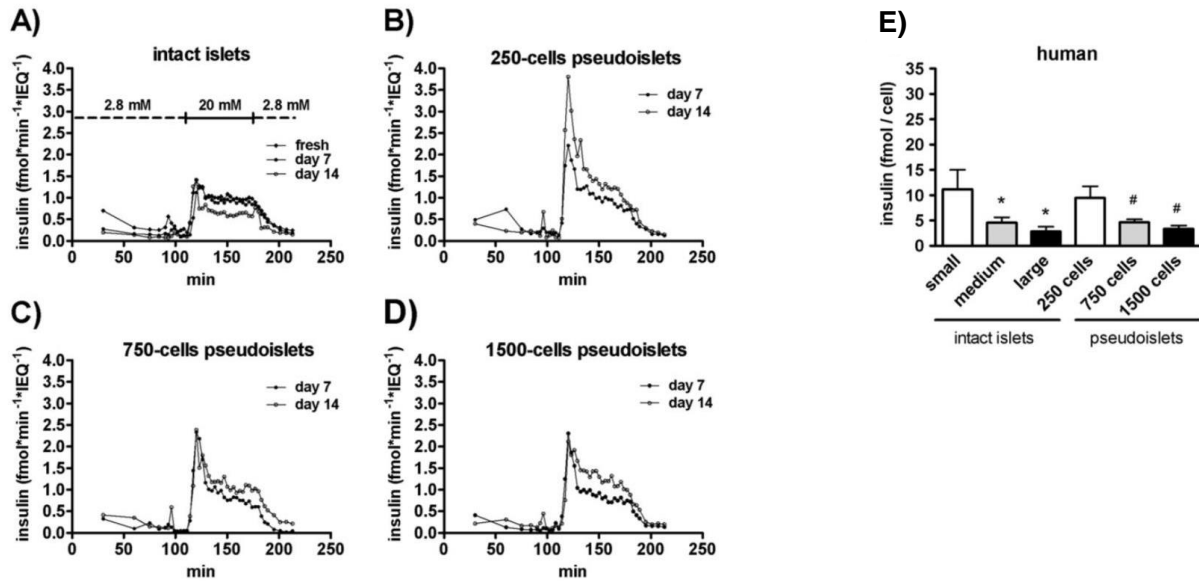 A)
intact islets
insulin (fmol*min⁻¹*IEQ⁻¹)
4.0
3.5
3.0
2.5
2.0
1.5
1.0
0.5
0.0
2.8 mM
20 mM
2.8 mM
fresh
day 7
day 14
0 50 100 150 200 250
min
B)
250-cells pseudoislets
insulin (fmol*min⁻¹*IEQ⁻¹)
4.0
3.5
3.0
2.5
2.0
1.5
1.0
0.5
0.0
day 7
day 14
0 50 100 150 200 250
min
E)
human
insulin (fmol / cell)
35
30
25
20
15
10
5
0
* * # #
small
medium
large
250 cells
750 cells
1500 cells
intact islets
pseudoislets
C)
750-cells pseudoislets
insulin (fmol*min⁻¹*IEQ⁻¹)
4.0
3.5
3.0
2.5
2.0
1.5
1.0
0.5
0.0
day 7
day 14
0 50 100 150 200 250
min
D)
1500-cells pseudoislets
insulin (fmol*min⁻¹*IEQ⁻¹)
4.0
3.5
3.0
2.5
2.0
1.5
1.0
0.5
0.0
day 7
day 14
0 50 100 150 200 250
min